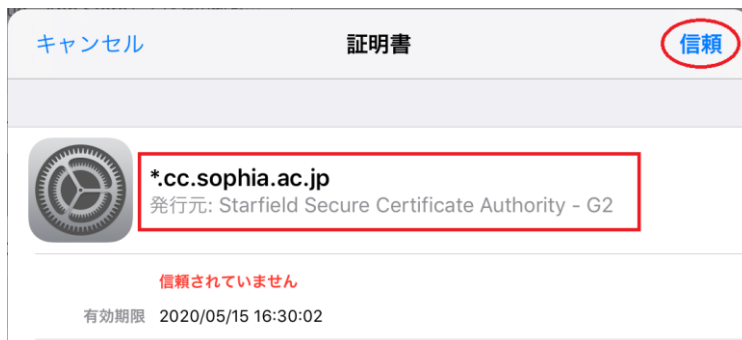 キャンセル 証明書 信頼
*.cc.sophia.ac.jp
発行元: Starfield Secure Certificate Authority - G2
信頼されていません
有効期限 2020/05/15 16:30:02